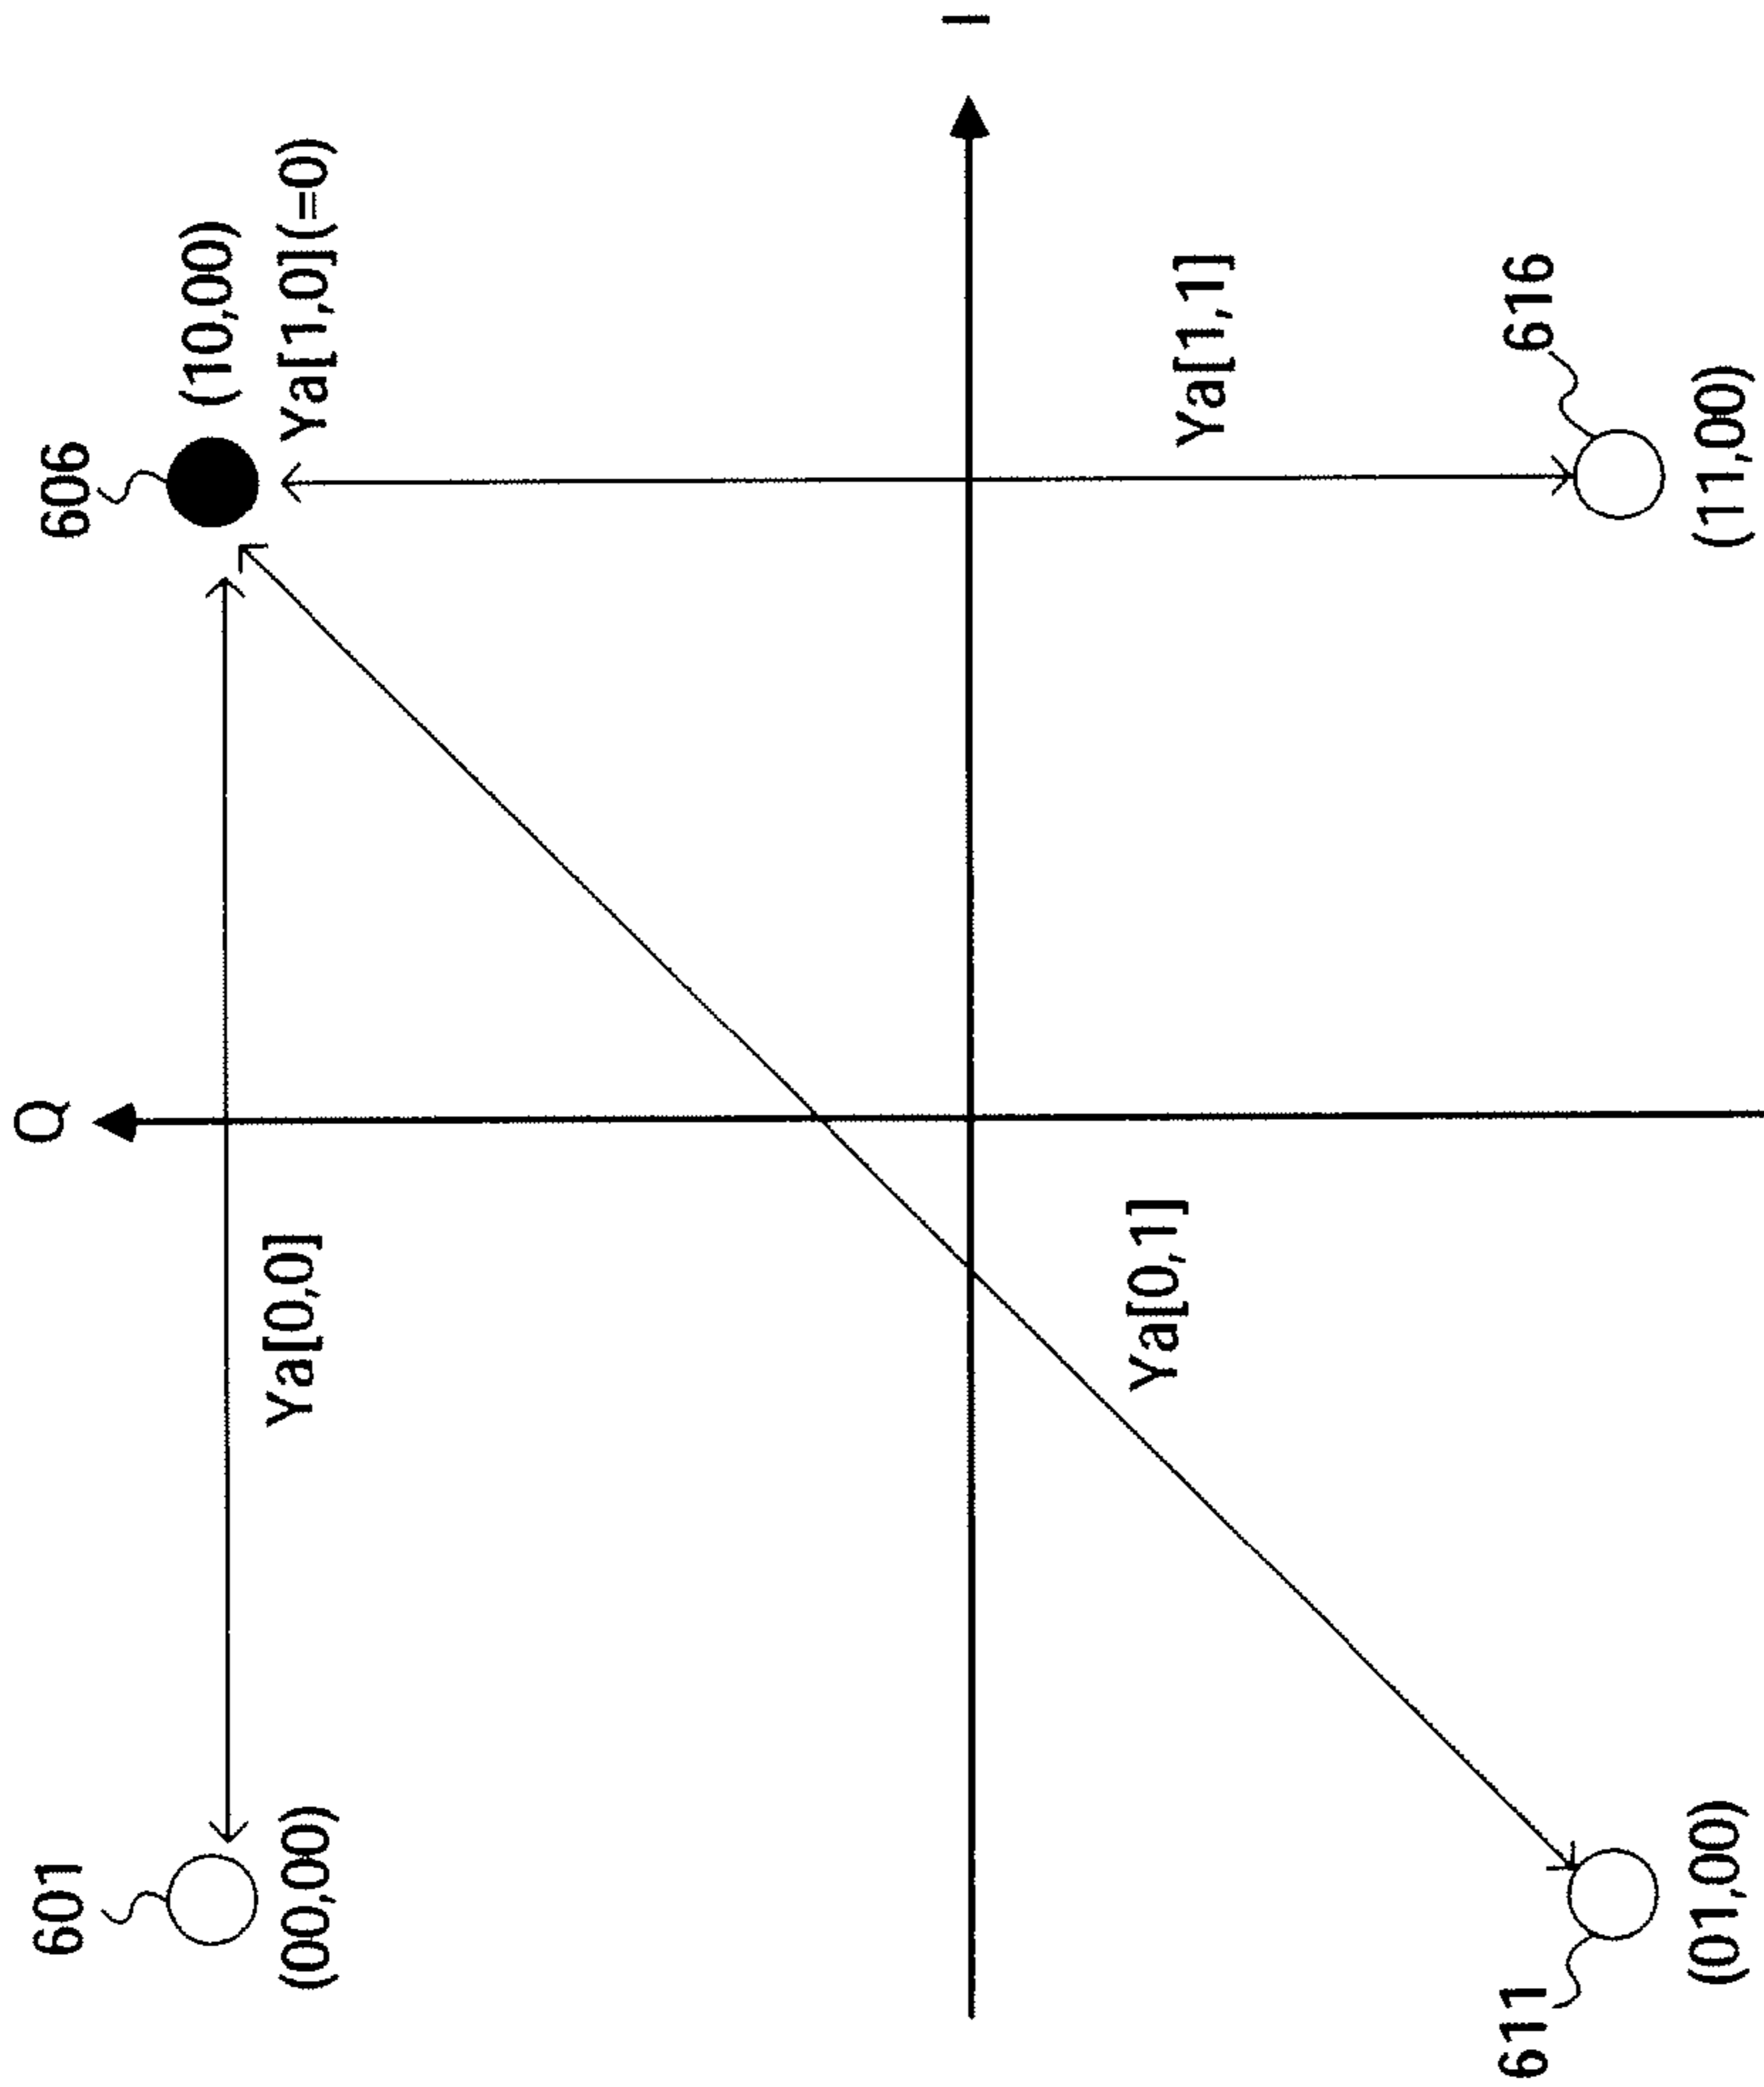 Q
601
606
(10,00)
(00,00)
Ya[0,0]
Ya[1,0](=0)
I
Ya[0,1]
Ya[1,1]
611
616
(01,00)
(11,00)